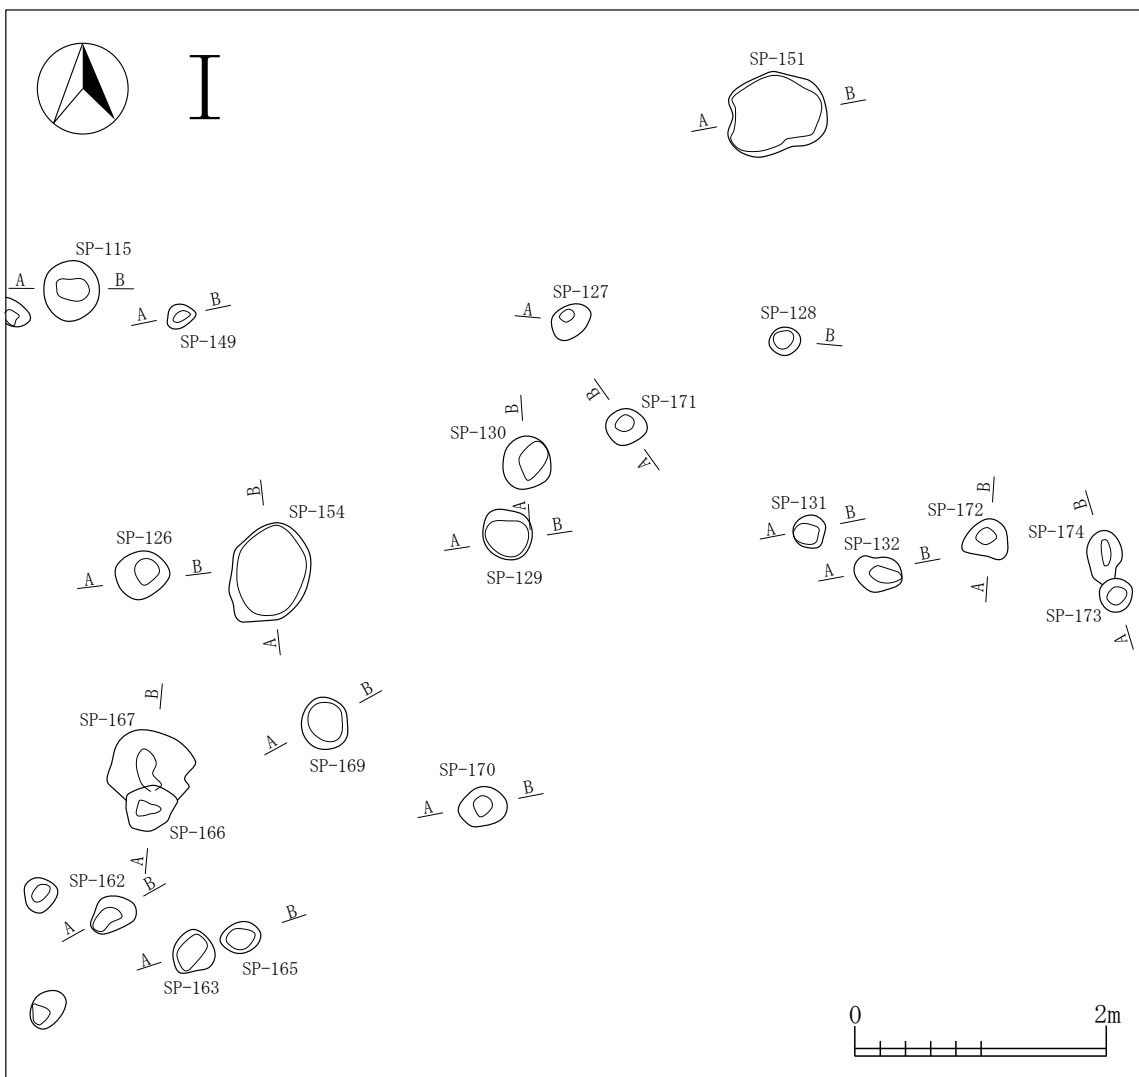 I
SP-151
A
B
SP-115
A
B
A
B
SP-149
SP-127
A
SP-128
B
B
SP-171
A
B
SP-130
A
SP-131
A
B
A
B
SP-129
B
SP-154
A
SP-126
A
B
SP-132
A
B
B
SP-172
A
B
SP-174
SP-173
A
B
SP-167
SP-166
A
B
A
SP-169
SP-170
A
B
SP-162
B
A
B
A
SP-165
SP-163
0
2m